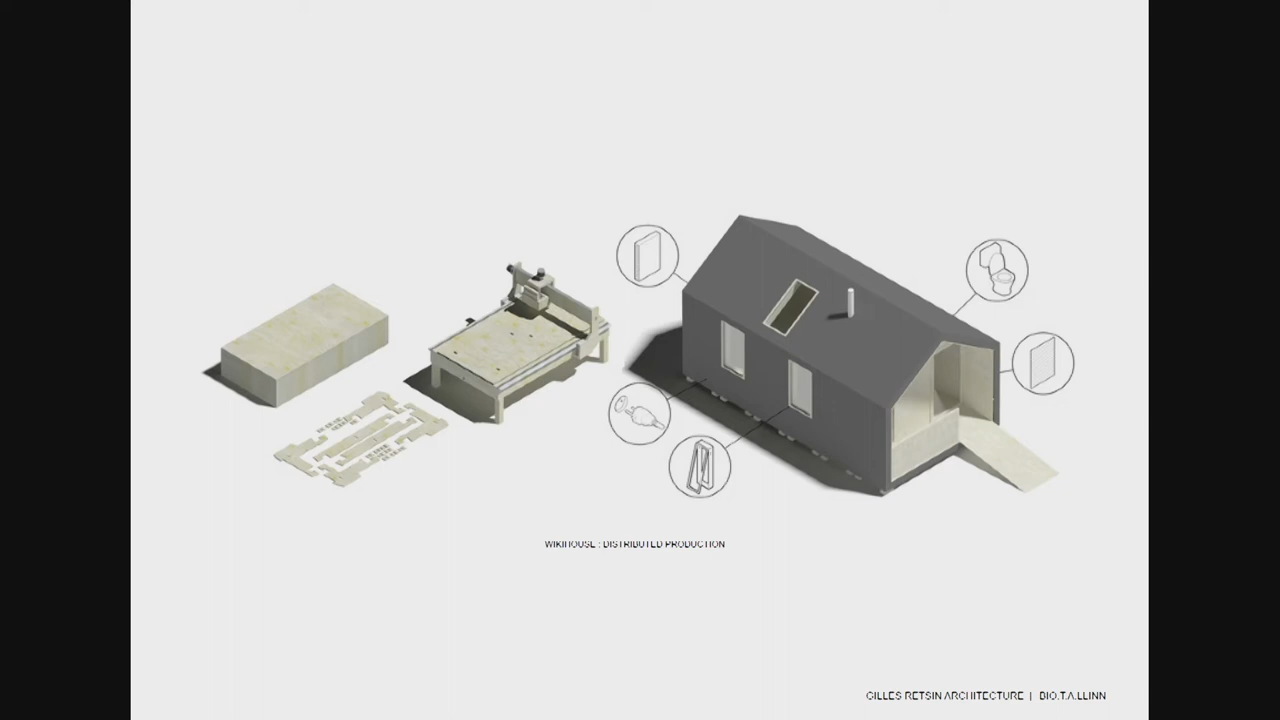 WIKIHOUSE : DISTRIBUTED PRODUCTION
GILLES RETSIN ARCHITECTURE | BIO.T.A.LLINN